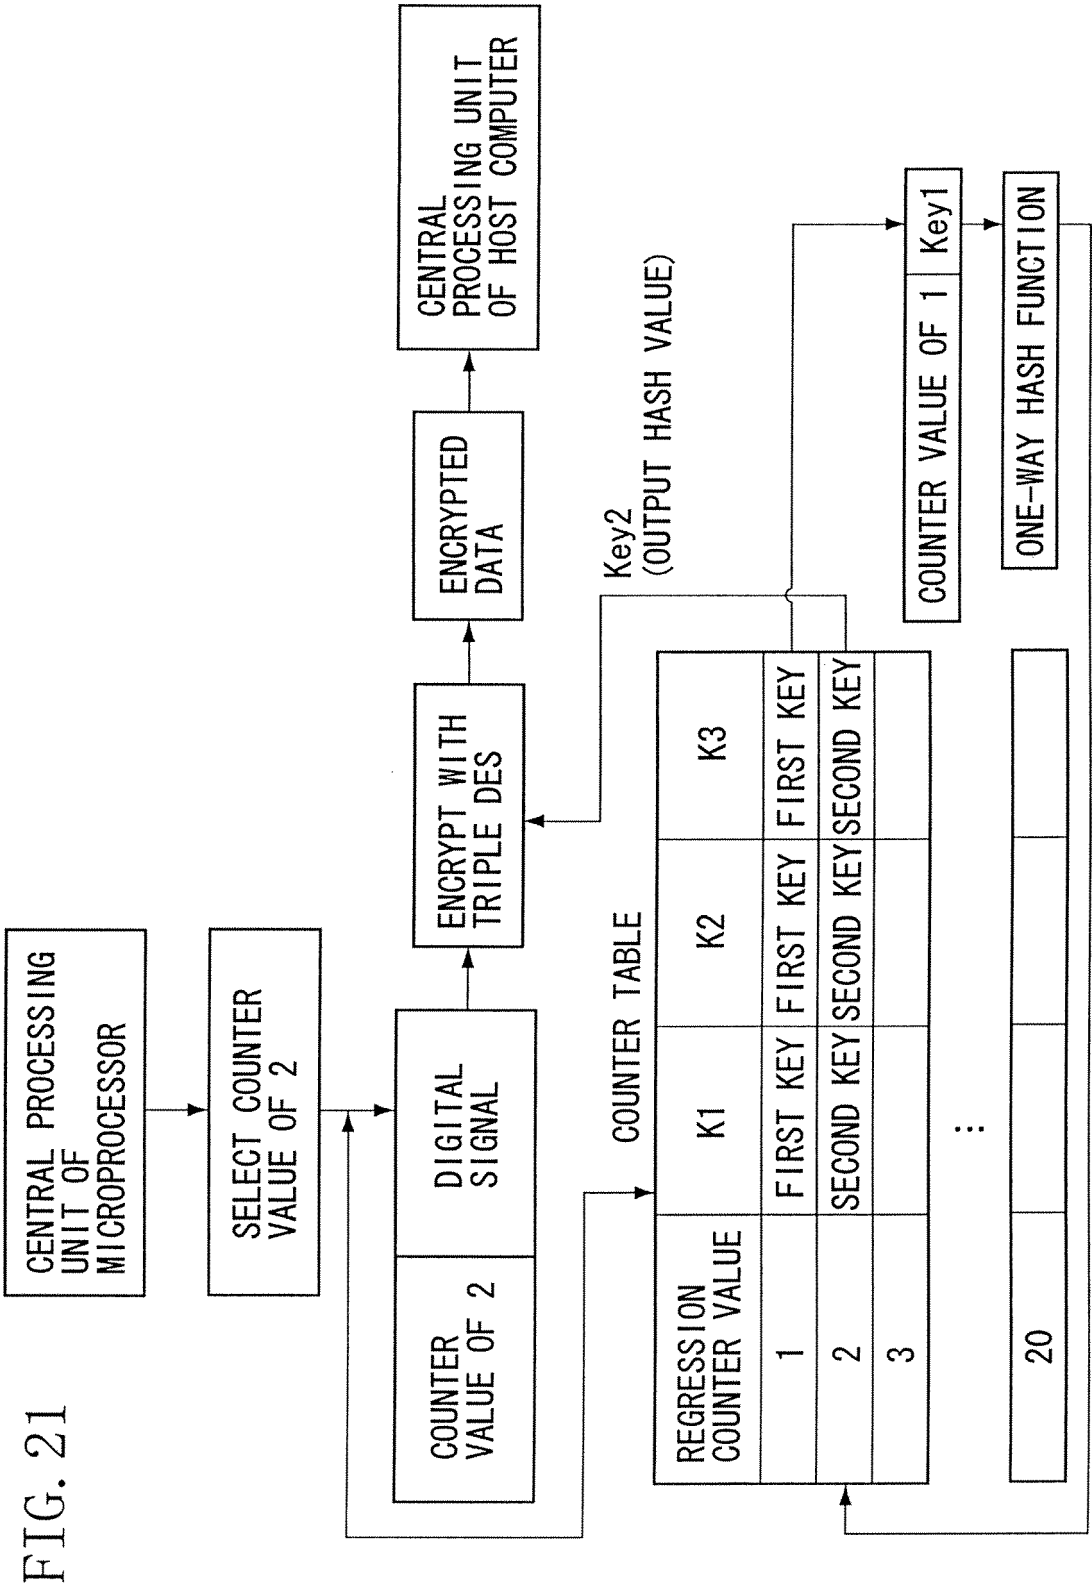 FIG. 21
CENTRAL PROCESSING
UNIT OF
MICROPROCESSOR
SELECT COUNTER
VALUE OF 2
COUNTER
VALUE OF 2
DIGITAL
SIGNAL
ENCRYPT WITH
TRIPLE DES
ENCRYPTED
DATA
CENTRAL
PROCESSING UNIT
OF HOST COMPUTER
COUNTER TABLE
Key2
(OUTPUT HASH VALUE)
REGRESSION
COUNTER VALUE
K1
K2
K3
1
FIRST KEY
FIRST KEY
FIRST KEY
2
SECOND KEY
SECOND KEY
SECOND KEY
3
...
20
COUNTER VALUE OF 1
Key1
ONE-WAY HASH FUNCTION